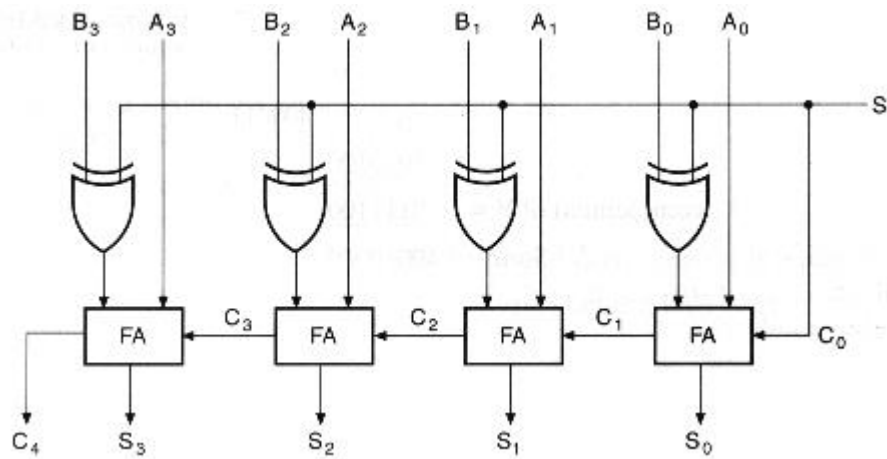 B₃ A₃ B₂ A₂ B₁ A₁ B₀ A₀
S
FA C₃ FA C₂ FA C₁ FA C₀
C₄ S₃ S₂ S₁ S₀